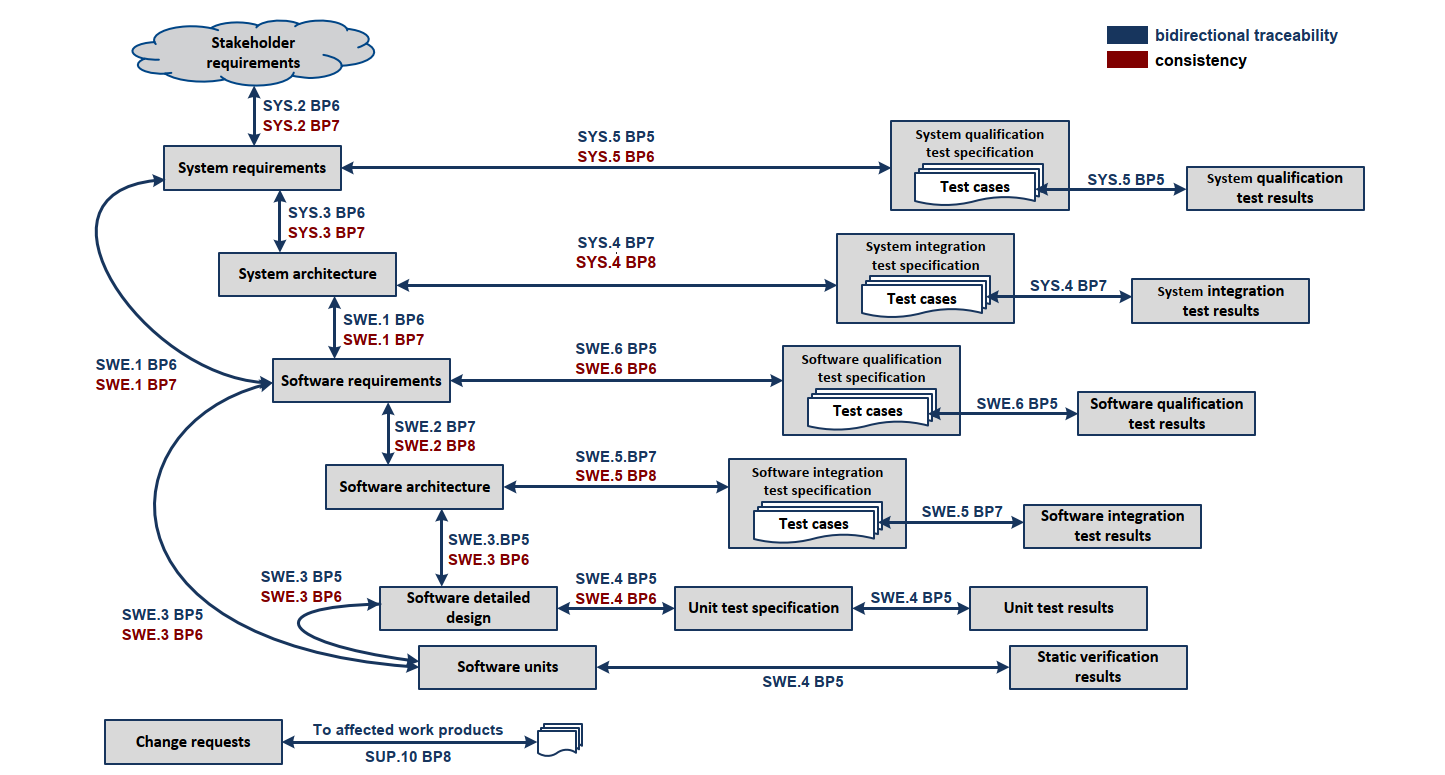 Stakeholder
requirements
bidirectional traceability
consistency
SYS.2 BP6
SYS.2 BP7
System requirements
SYS.5 BP5
SYS.5 BP6
System qualification
test specification
Test cases
SYS.5 BP5
System qualification
test results
SYS.3 BP6
SYS.3 BP7
System architecture
SYS.4 BP7
SYS.4 BP8
System integration
test specification
Test cases
SYS.4 BP7
System integration
test results
SWE.1 BP6
SWE.1 BP7
SWE.1 BP6
SWE.1 BP7
Software requirements
SWE.6 BP5
SWE.6 BP6
Software qualification
test specification
Test cases
SWE.6 BP5
Software qualification
test results
SWE.2 BP7
SWE.2 BP8
Software architecture
SWE.5.BP7
SWE.5 BP8
Software integration
test specification
Test cases
SWE.5 BP7
Software integration
test results
SWE.3.BP5
SWE.3 BP6
SWE.3 BP5
SWE.3 BP6
Software detailed
design
SWE.4 BP5
SWE.4 BP6
Unit test specification
SWE.4 BP5
Unit test results
SWE.3 BP5
SWE.3 BP6
Software units
SWE.4 BP5
Static verification
results
Change requests
To affected work products
SUP.10 BP8